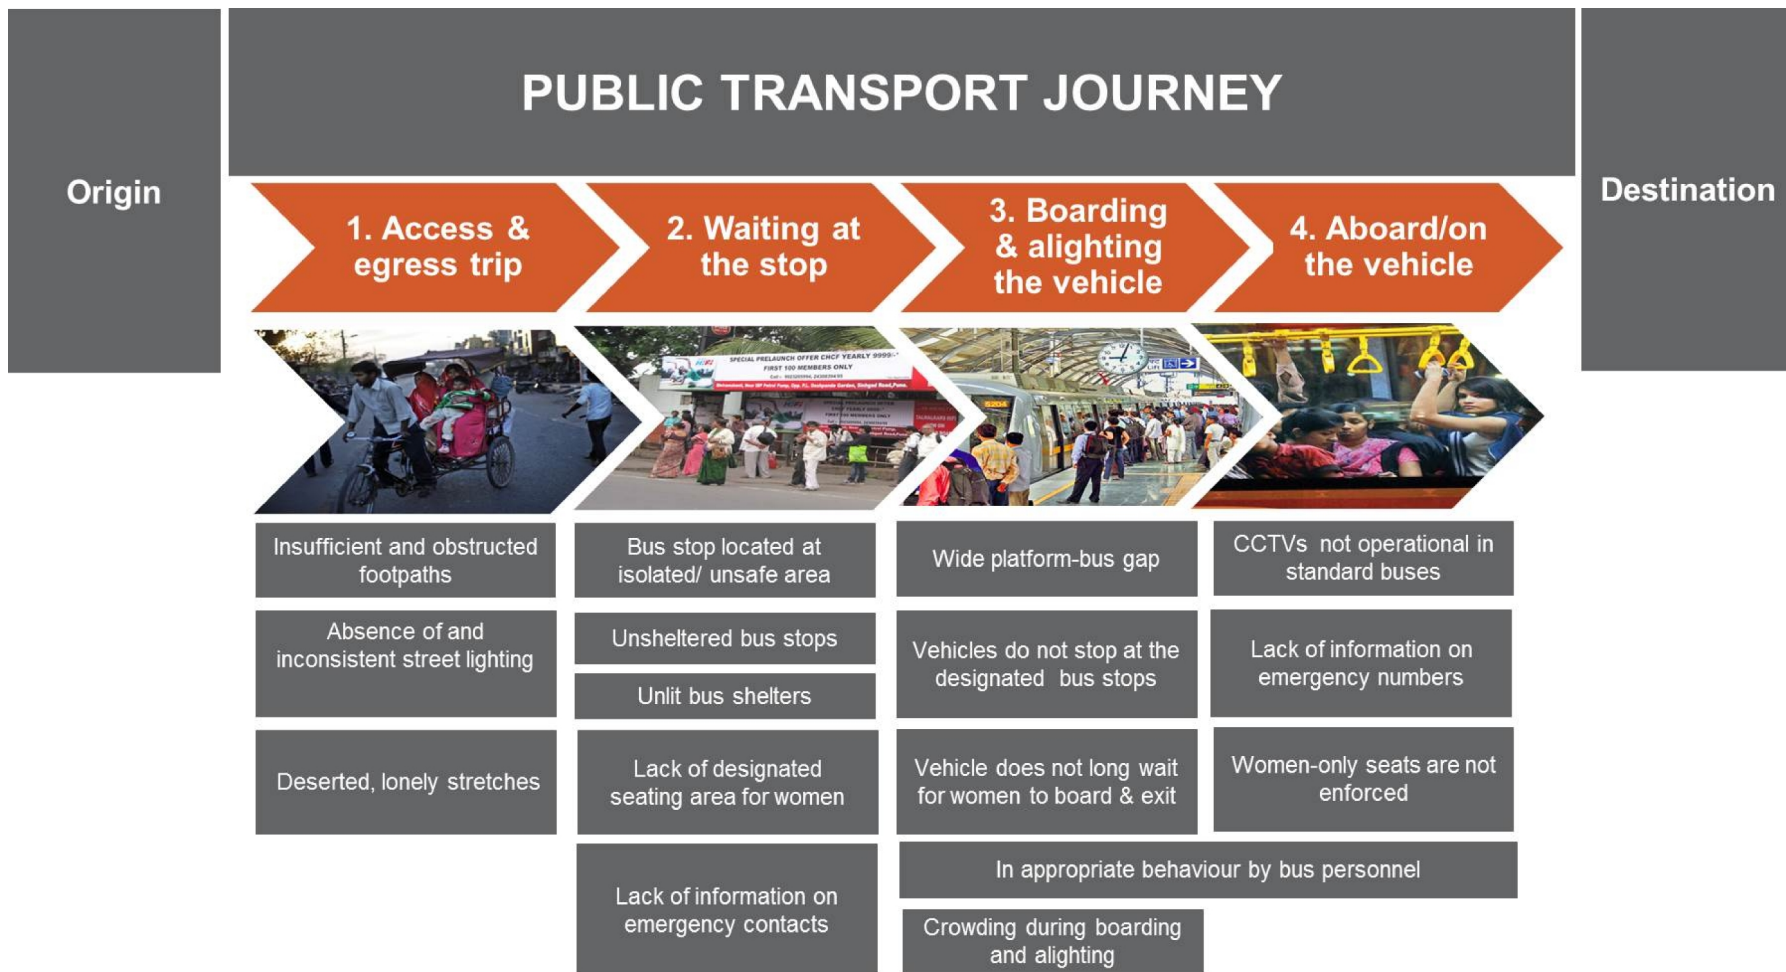 PUBLIC TRANSPORT JOURNEY
Origin
Destination
1. Access &
egress trip
2. Waiting at
the stop
3. Boarding
& alighting
the vehicle
4. Aboard/on
the vehicle
SPECIAL PRELAUNCH OFFER CHCF YEARLY 9999/-
FIRST 100 MEMBERS ONLY
Insufficient and obstructed
footpaths
Absence of and
inconsistent street lighting
Deserted, lonely stretches
Bus stop located at
isolated/ unsafe area
Unsheltered bus stops
Unlit bus shelters
Lack of designated
seating area for women
Lack of information on
emergency contacts
Wide platform-bus gap
Vehicles do not stop at the
designated bus stops
Vehicle does not long wait
for women to board & exit
CCTVs not operational in
standard buses
Lack of information on
emergency numbers
Women-only seats are not
enforced
In appropriate behaviour by bus personnel
Crowding during boarding
and alighting